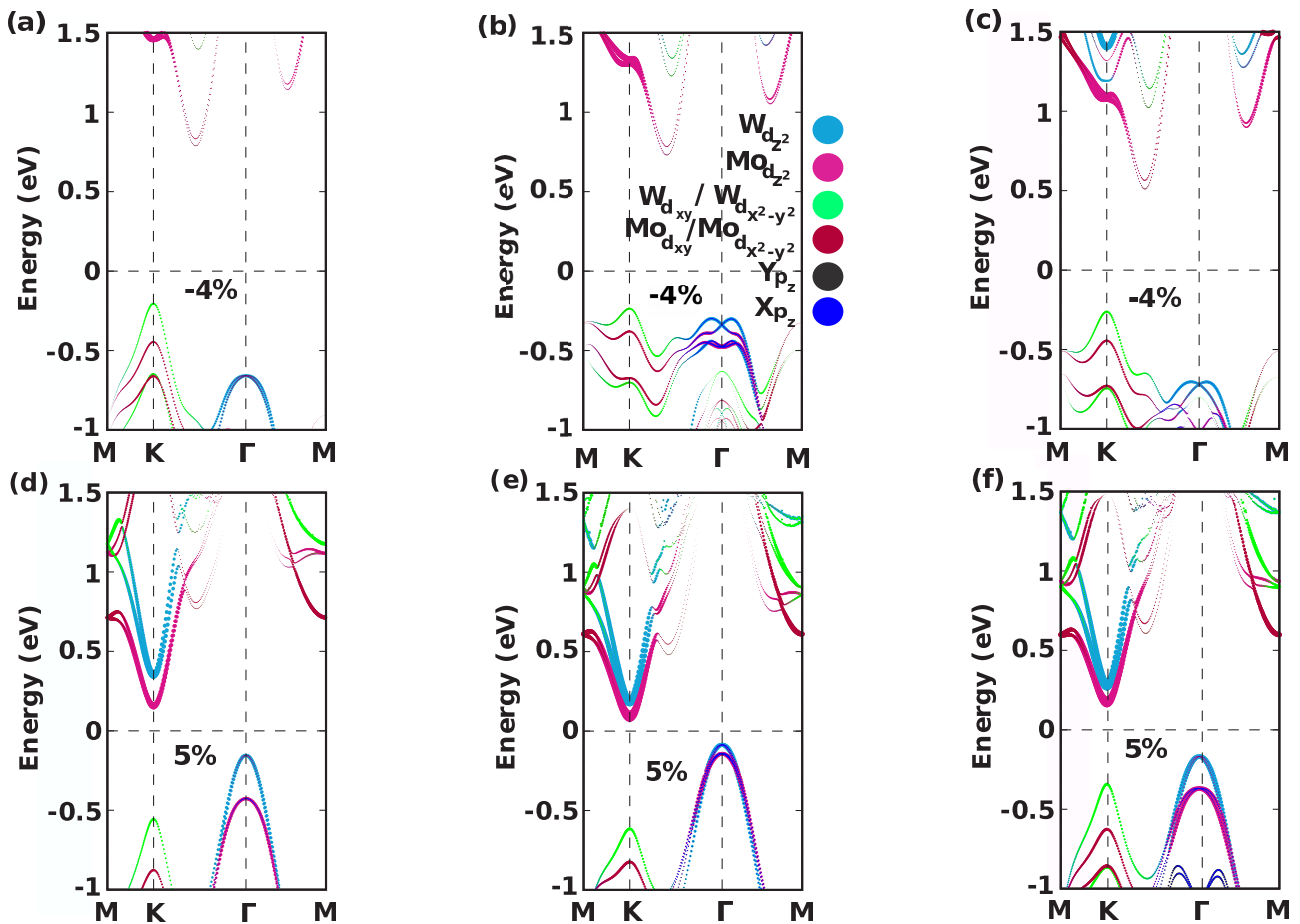 (a)
1.5
1
0.5
0
-0.5
-1
Energy (eV)
-4%
M K Γ M
(b)
1.5
1
0.5
0
-0.5
-1
Energy (eV)
-4%
W_{d_{z^2}}
Mo_{d_{z^2}}
W_{d_{xy}} / W_{d_{x^2-y^2}}
Mo_{d_{xy}}/Mo_{d_{x^2-y^2}}
Y_{p_z}
X_{p_z}
M K Γ M
(c)
1.5
1
0.5
0
-0.5
-1
Energy (eV)
-4%
M K Γ M
(d)
1.5
1
0.5
0
-0.5
-1
Energy (eV)
5%
M K Γ M
(e)
1.5
1
0.5
0
-0.5
-1
Energy (eV)
5%
M K Γ M
(f)
1.5
1
0.5
0
-0.5
-1
Energy (eV)
5%
M K Γ M